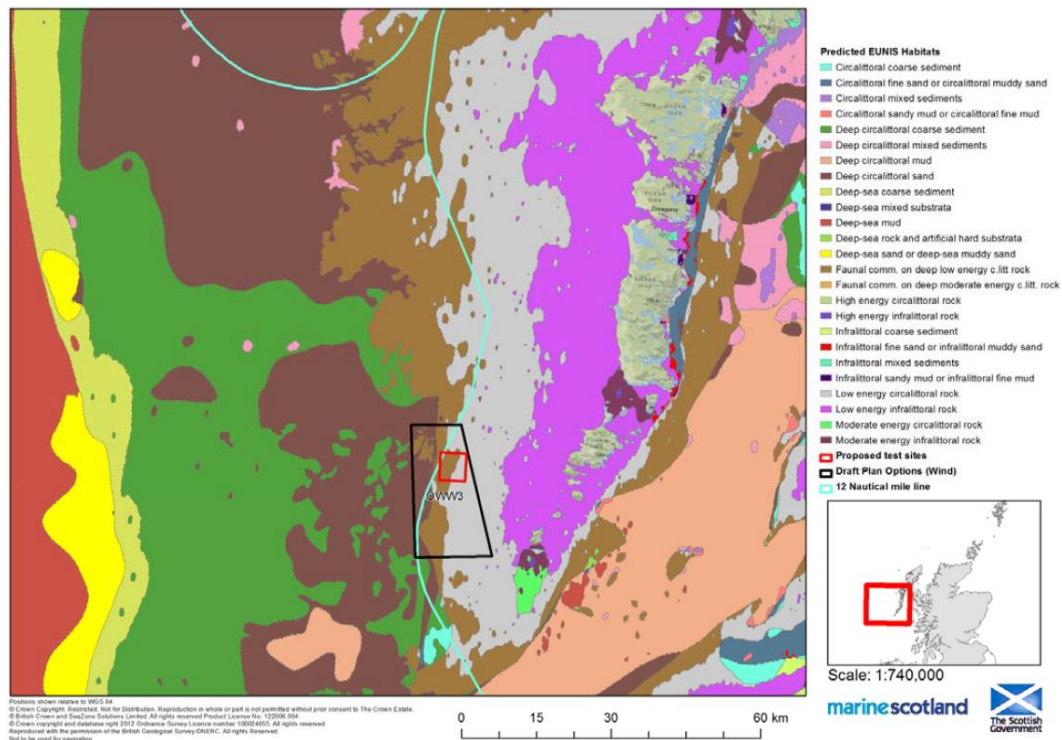 Predicted EUNIS Habitats
Circalittoral coarse sediment
Circalittoral fine sand or circalittoral muddy sand
Circalittoral mixed sediments
Circalittoral sandy mud or circalittoral fine mud
Deep circalittoral coarse sediment
Deep circalittoral mixed sediments
Deep circalittoral mud
Deep circalittoral sand
Deep-sea coarse sediment
Deep-sea mixed substrata
Deep-sea mud
Deep-sea rock and artificial hard substrata
Deep-sea sand or deep-sea muddy sand
Faunal comm. on deep low energy c.litt rock
Faunal comm. on deep moderate energy c.litt. rock
High energy circalittoral rock
High energy infralittoral rock
Infralittoral coarse sediment
Infralittoral fine sand or infralittoral muddy sand
Infralittoral mixed sediments
Infralittoral sandy mud or infralittoral fine mud
Low energy circalittoral rock
Low energy infralittoral rock
Moderate energy circalittoral rock
Moderate energy infralittoral rock
Proposed test sites
Draft Plan Options (Wind)
12 Nautical mile line
OWW3
Scale: 1:740,000
marinescotland
The Scottish
Government
Positions shown relative to WGS 84.
© Crown Copyright. Restricted. Not for Distribution. Reproduction in whole or part is not permitted without prior consent to The Crown Estate.
© British Crown and SeaZone Solutions Limited. All rights reserved Product License No. 122006.004.
© Crown copyright and database right 2012 Ordnance Survey Licence number 100024655. All rights reserved.
Reproduced with the permission of the British Geological Survey ©NERC. All rights Reserved
Not to be used for navigation
0 15 30 60 km